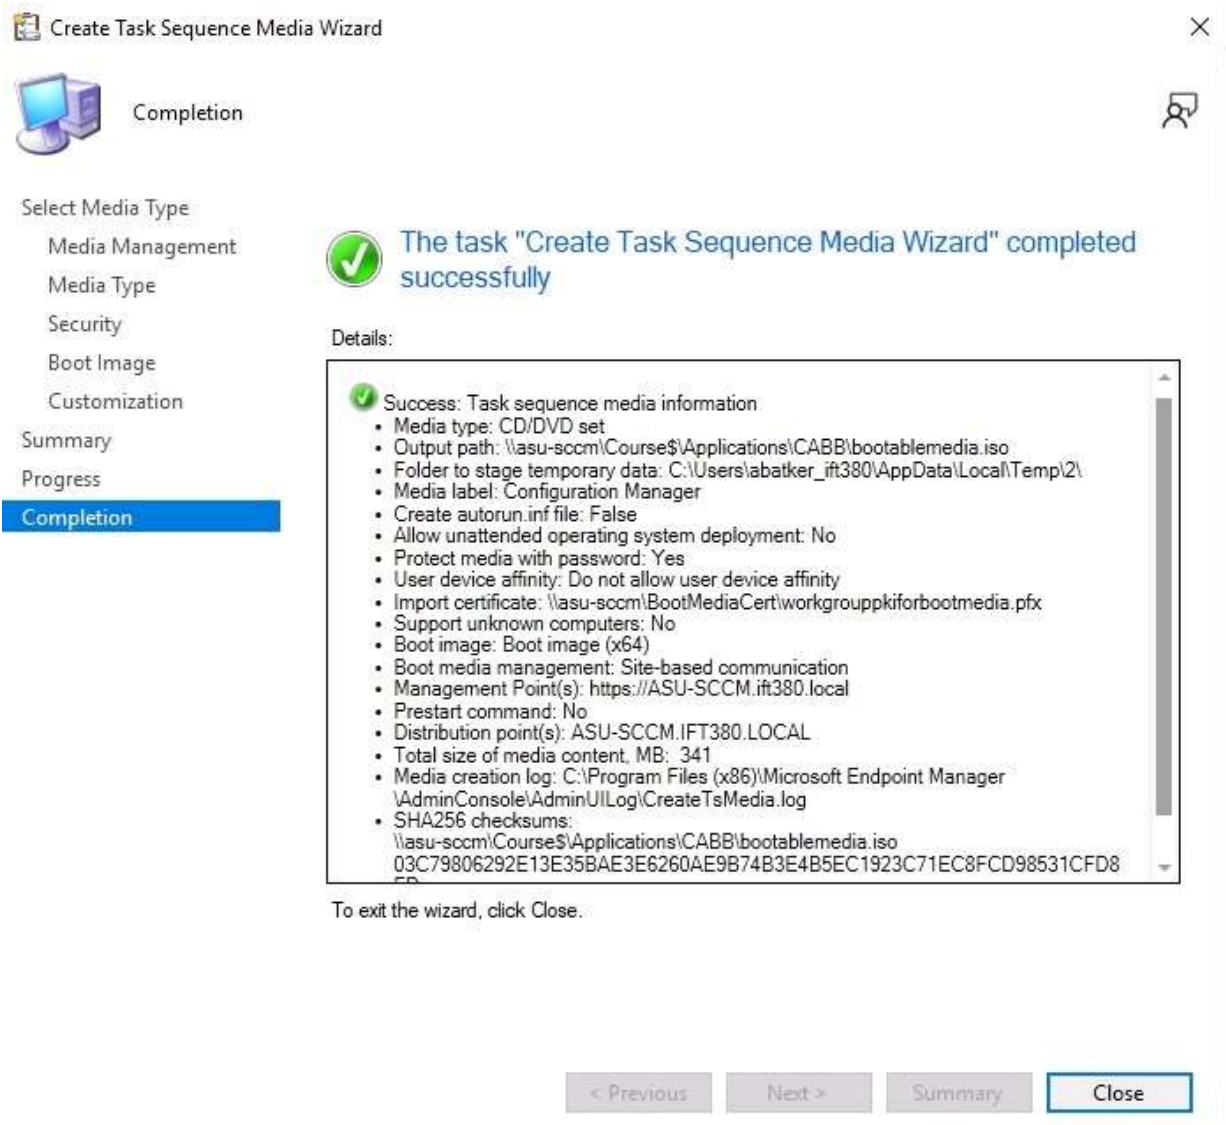 Create Task Sequence Media Wizard
Completion
Select Media Type
Media Management
Media Type
Security
Boot Image
Customization
Summary
Progress
Completion
The task "Create Task Sequence Media Wizard" completed
successfully
Details:
Success: Task sequence media information
• Media type: CD/DVD set
• Output path: \\asu-sccm\Course$\Applications\CABB\bootablemedia.iso
• Folder to stage temporary data: C:\Users\abatker_ift380\AppData\Local\Temp\2\
• Media label: Configuration Manager
• Create autorun.inf file: False
• Allow unattended operating system deployment: No
• Protect media with password: Yes
• User device affinity: Do not allow user device affinity
• Import certificate: \\asu-sccm\BootMediaCert\workgrouppkiforbootmedia.pfx
• Support unknown computers: No
• Boot image: Boot image (x64)
• Boot media management: Site-based communication
• Management Point(s): https://ASU-SCCM.ift380.local
• Prestart command: No
• Distribution point(s): ASU-SCCM.IFT380.LOCAL
• Total size of media content, MB:  341
• Media creation log: C:\Program Files (x86)\Microsoft Endpoint Manager
\AdminConsole\AdminUILog\CreateTsMedia.log
• SHA256 checksums:
\\asu-sccm\Course$\Applications\CABB\bootablemedia.iso
03C79806292E13E35BAE3E6260AE9B74B3E4B5EC1923C71EC8FCD98531CFD8
To exit the wizard, click Close.
< Previous
Next >
Summary
Close